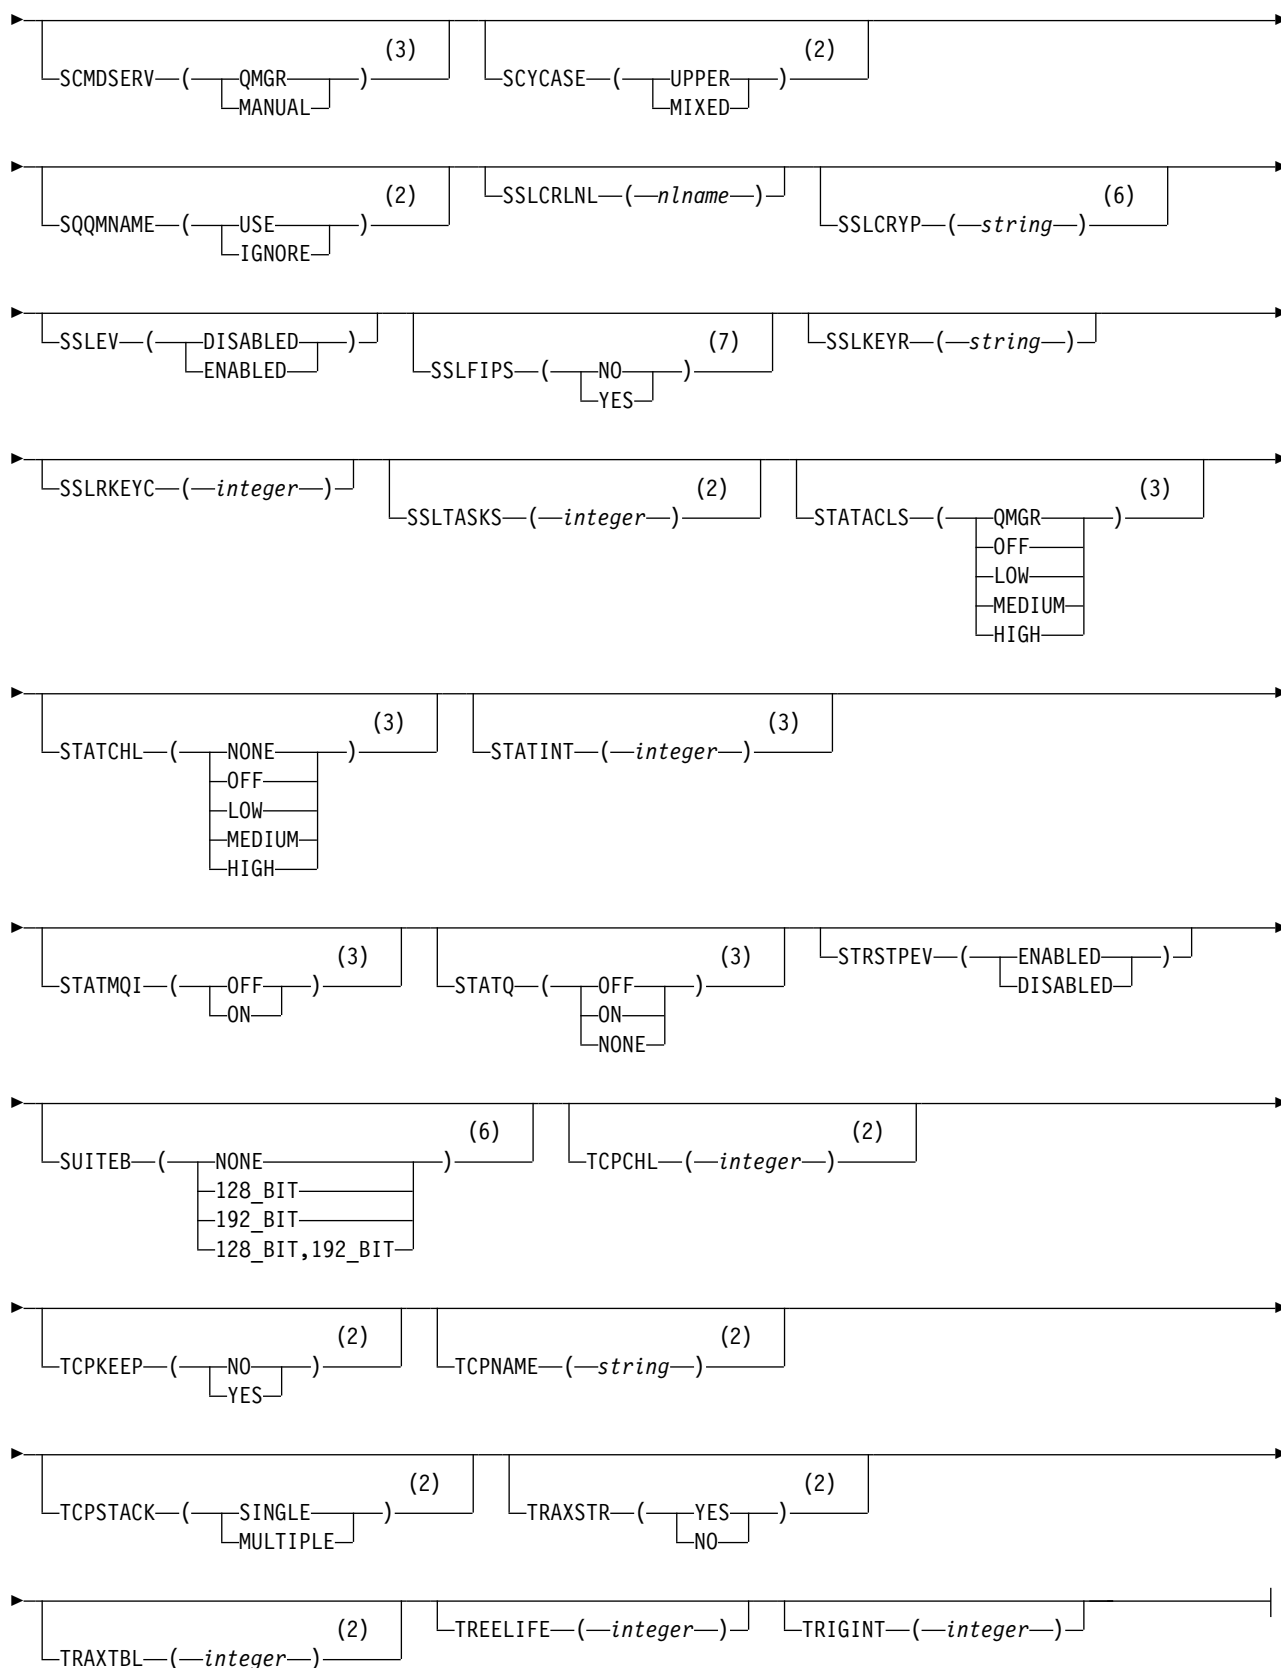 (3) (2)
SCMDSERV ( QMGR ) SCYCASE ( UPPER )
MANUAL MIXED
(2) SSLCRLNL ( nlname ) (6)
SQQMNAME ( USE ) SSLCRYP ( string )
IGNORE
SSLEV ( DISABLED ) (7) SSLKEYR ( string )
ENABLED SSLFIPS ( NO )
YES
SSLRKEYC ( integer ) (2) (3)
SSLTASKS ( integer ) STATACLS ( QMGR )
OFF
LOW
MEDIUM
HIGH
(3) (3)
STATCHL ( NONE ) STATINT ( integer )
OFF
LOW
MEDIUM
HIGH
(3) (3) STRSTPEV ( ENABLED )
STATMQI ( OFF ) STATQ ( OFF ) DISABLED
ON ON
NONE
(6) (2)
SUITEB ( NONE ) TCPCHL ( integer )
128_BIT
192_BIT
128_BIT,192_BIT
(2) (2)
TCPKEEP ( NO ) TCPNAME ( string )
YES
(2) (2)
TCPSTACK ( SINGLE ) TRAXSTR ( YES )
MULTIPLE NO
(2) TREELIFE ( integer ) TRIGINT ( integer )
TRAXTBL ( integer )